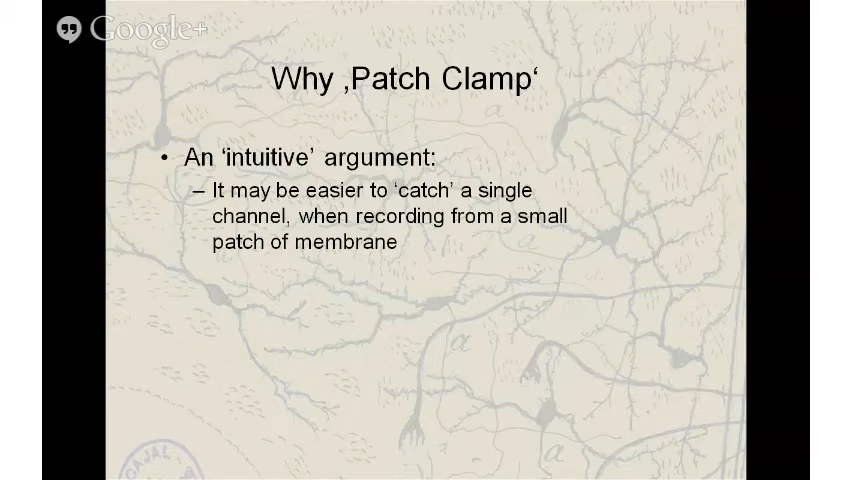 Google+
Why ‚Patch Clamp‘
• An ‘intuitive’ argument:
– It may be easier to ‘catch’ a single
channel, when recording from a small
patch of membrane
a
a
a
a
CAJAL